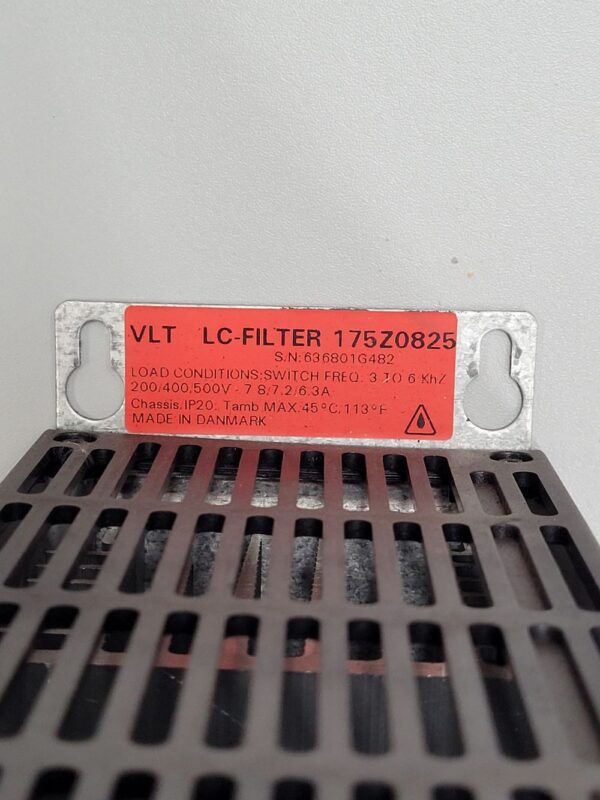 VLT LC-FILTER 175Z0825
S.N:636801G482
LOAD CONDITIONS:SWITCH FREQ. 3 TO 6 KhZ
200/400,500V - 7.8/7.2/6.3A
Chassis,IP20. Tamb MAX.45°C,113°F
MADE IN DANMARK